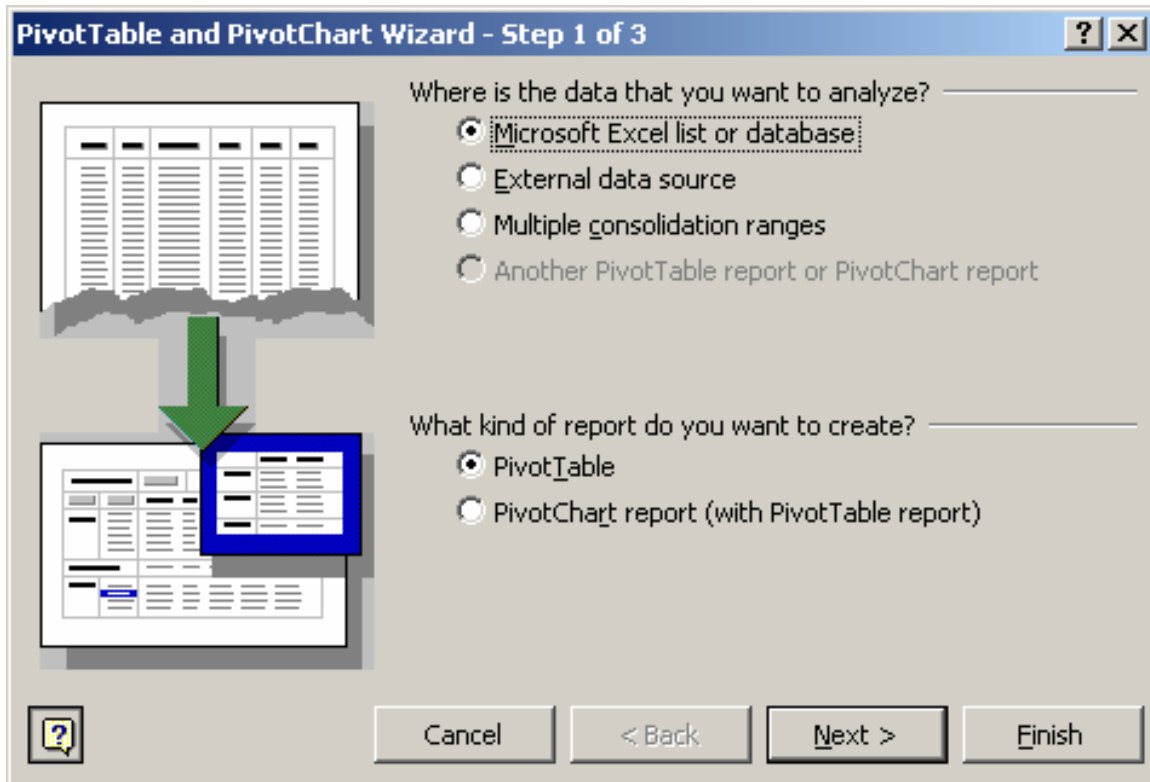 PivotTable and PivotChart Wizard - Step 1 of 3
Where is the data that you want to analyze?
Microsoft Excel list or database
External data source
Multiple consolidation ranges
Another PivotTable report or PivotChart report
What kind of report do you want to create?
PivotTable
PivotChart report (with PivotTable report)
Cancel
< Back
Next >
Finish